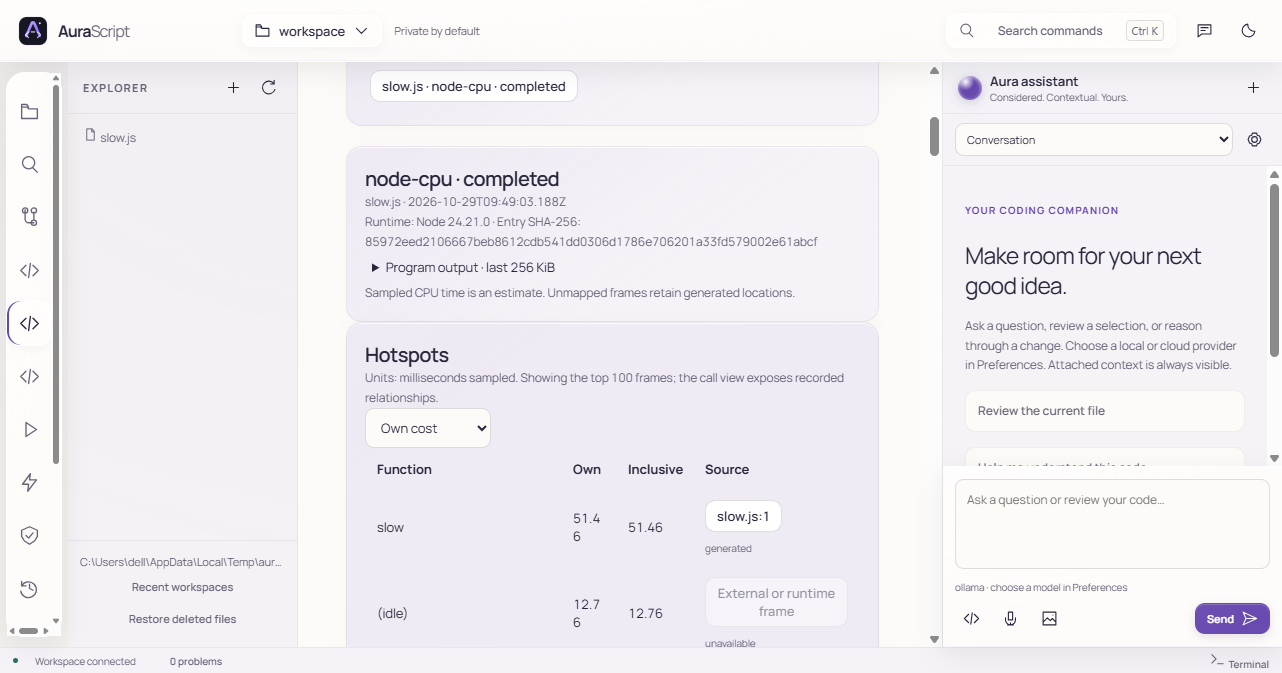 AuraScript
workspace
Private by default
Search commands
Ctrl K
EXPLORER
slow.js
C:\Users\dell\AppData\Local\Temp\aur...
Recent workspaces
Restore deleted files
slow.js · node-cpu · completed
node-cpu · completed
slow.js · 2026-10-29T09:49:03.188Z
Runtime: Node 24.21.0 · Entry SHA-256:
85972eed2106667beb8612cdb541dd0306d1786e706201a33fd579002e61abcf
Program output · last 256 KiB
Sampled CPU time is an estimate. Unmapped frames retain generated locations.
Hotspots
Units: milliseconds sampled. Showing the top 100 frames; the call view exposes recorded
relationships.
Own cost
Function Own Inclusive Source
slow 51.4
6 51.46 slow.js:1
generated
(idle) 12.7
6 12.76 External or runtime
frame
unavailable
Aura assistant
Considered. Contextual. Yours.
Conversation
YOUR CODING COMPANION
Make room for your next
good idea.
Ask a question, review a selection, or reason
through a change. Choose a local or cloud provider
in Preferences. Attached context is always visible.
Review the current file
Help me understand this code
Ask a question or review your code...
ollama · choose a model in Preferences
Send
Workspace connected
0 problems
Terminal